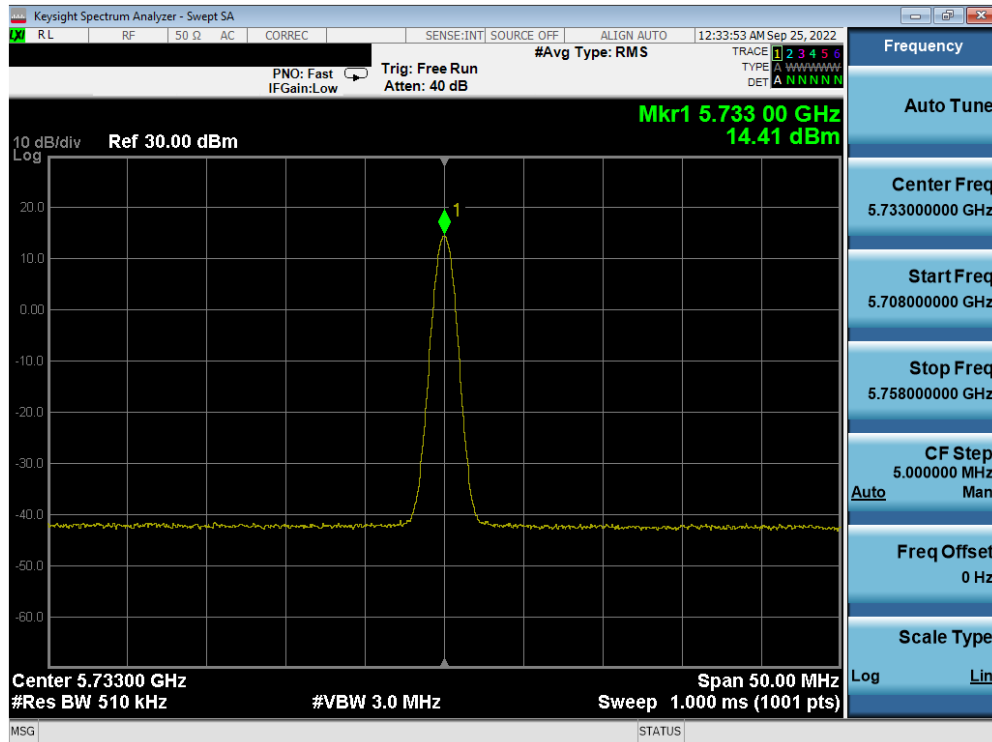 Keysight Spectrum Analyzer - Swept SA
LXI RL RF 50 Ω AC CORREC SENSE:INT SOURCE OFF ALIGN AUTO 12:33:53 AM Sep 25, 2022
PNO: Fast
IFGain:Low
Trig: Free Run
Atten: 40 dB
#Avg Type: RMS
TRACE 1 2 3 4 5 6
TYPE A WWWWW
DET A N N N N N
Mkr1 5.733 00 GHz
14.41 dBm
10 dB/div
Log
Ref 30.00 dBm
1
20.0
10.0
0.00
-10.0
-20.0
-30.0
-40.0
-50.0
-60.0
Center 5.73300 GHz
#Res BW 510 kHz
#VBW 3.0 MHz
Span 50.00 MHz
Sweep 1.000 ms (1001 pts)
MSG
STATUS
Frequency
Auto Tune
Center Freq
5.733000000 GHz
Start Freq
5.708000000 GHz
Stop Freq
5.758000000 GHz
CF Step
5.000000 MHz
Auto Man
Freq Offset
0 Hz
Scale Type
Log Lin